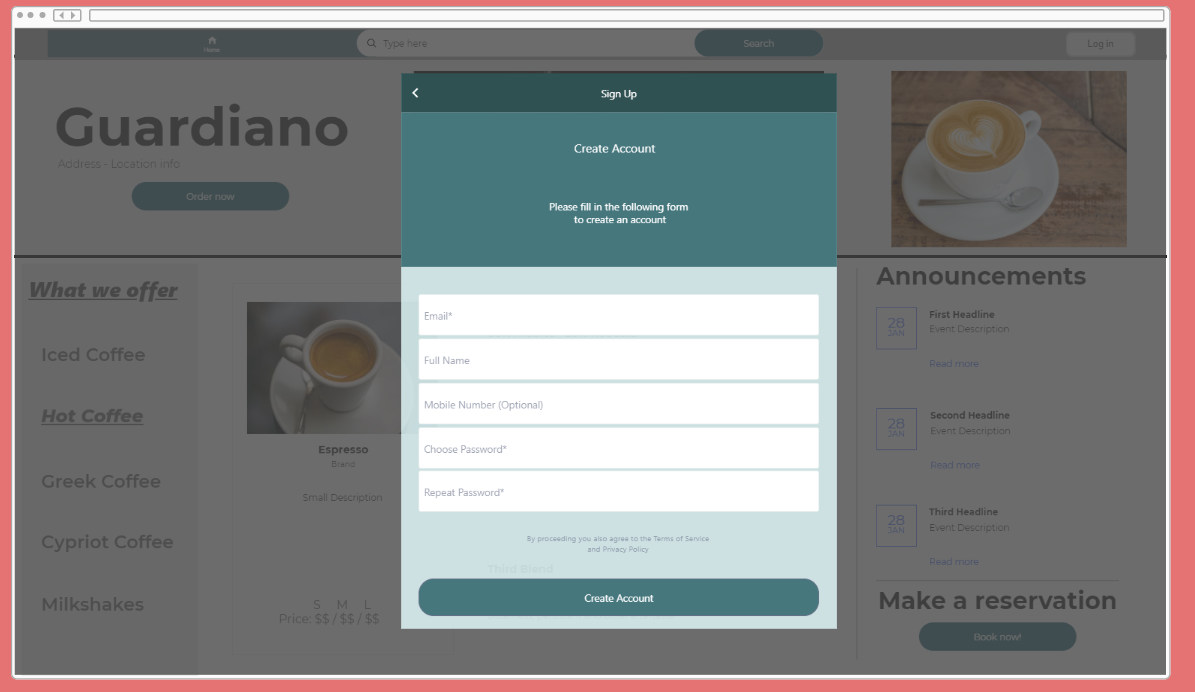 Home
Type here
Search
Log in
Guardiano
Address - Location info
Order now
Sign Up
Create Account
Please fill in the following form
to create an account
Email*
Full Name
Mobile Number (Optional)
Choose Password*
Repeat Password*
By proceeding you also agree to the Terms of Service
and Privacy Policy
Third Blend
Create Account
What we offer
Iced Coffee
Hot Coffee
Greek Coffee
Cypriot Coffee
Milkshakes
Espresso
Brand
Small Description
S M L
Price: $$ / $$ / $$
Announcements
28
JAN
First Headline
Event Description
Read more
28
JAN
Second Headline
Event Description
Read more
28
JAN
Third Headline
Event Description
Read more
Make a reservation
Book now!